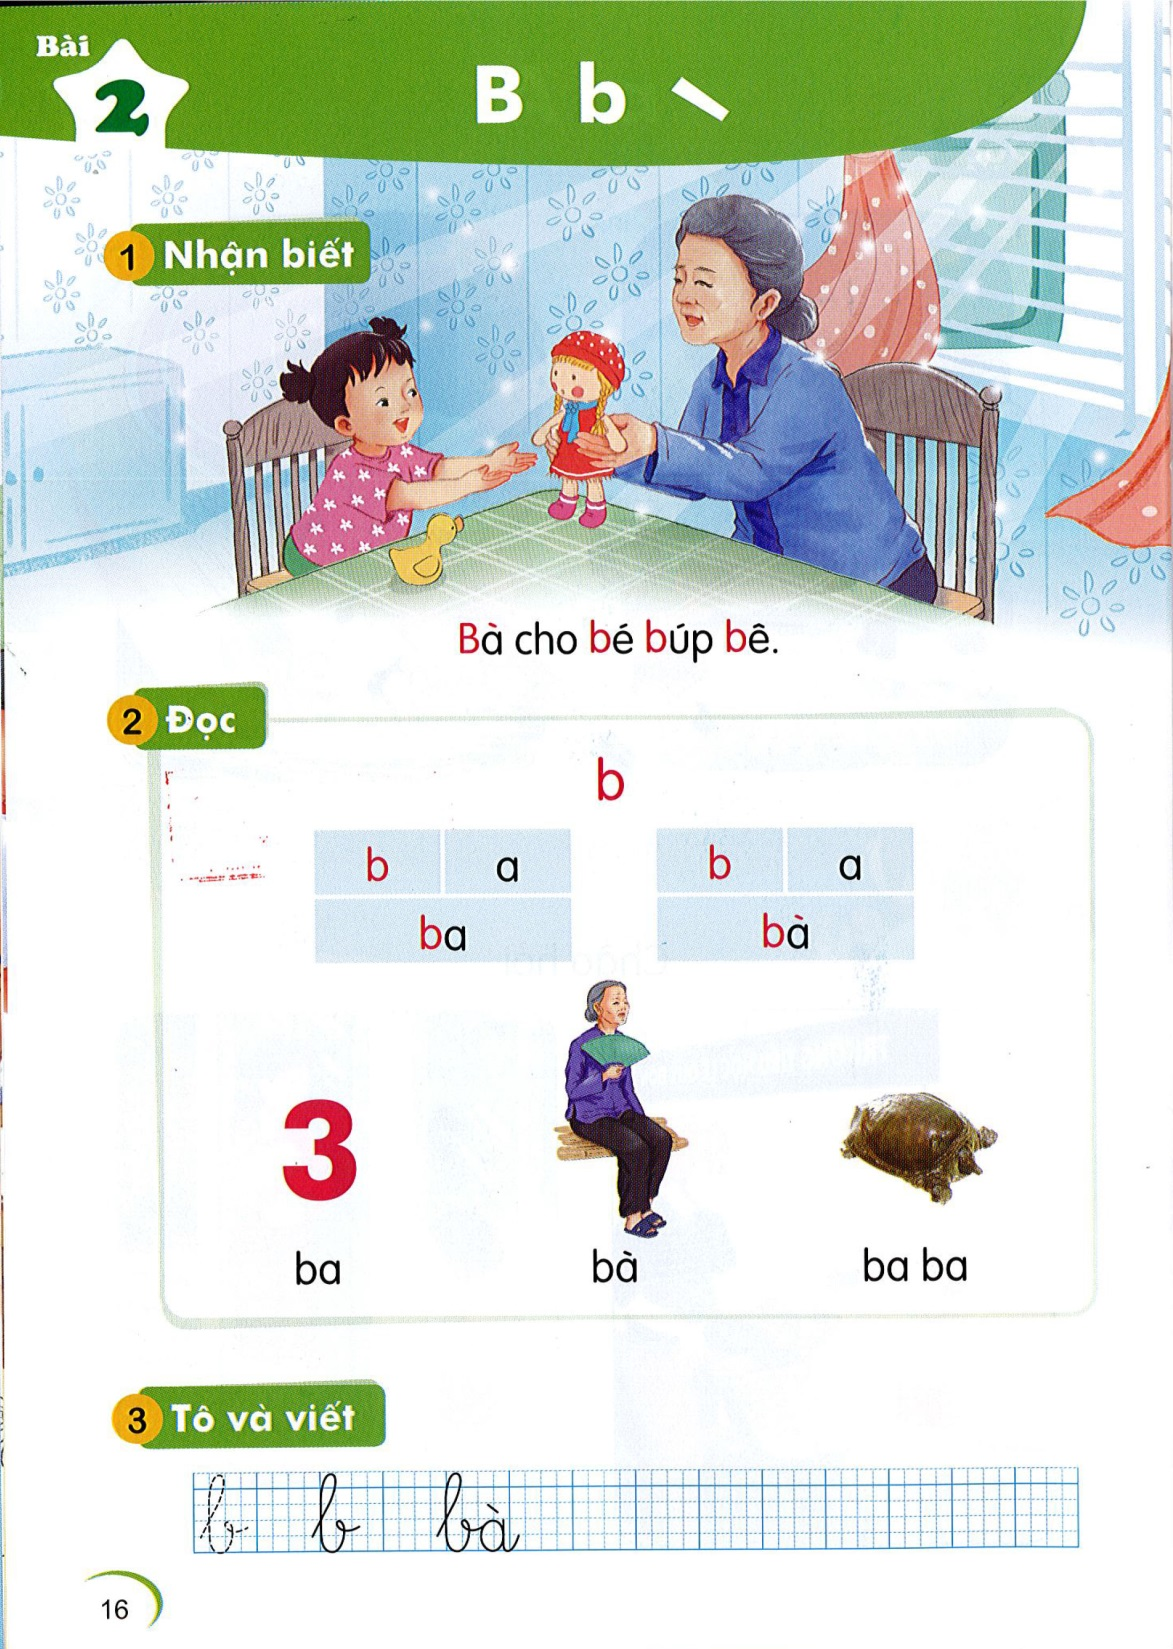 Bài
2
B b \
1 Nhận biết
Bà cho bé búp bê.
2 Đọc
b
b a b a
ba bà
3
ba bà ba ba
3 Tô và viết
b b bà
16